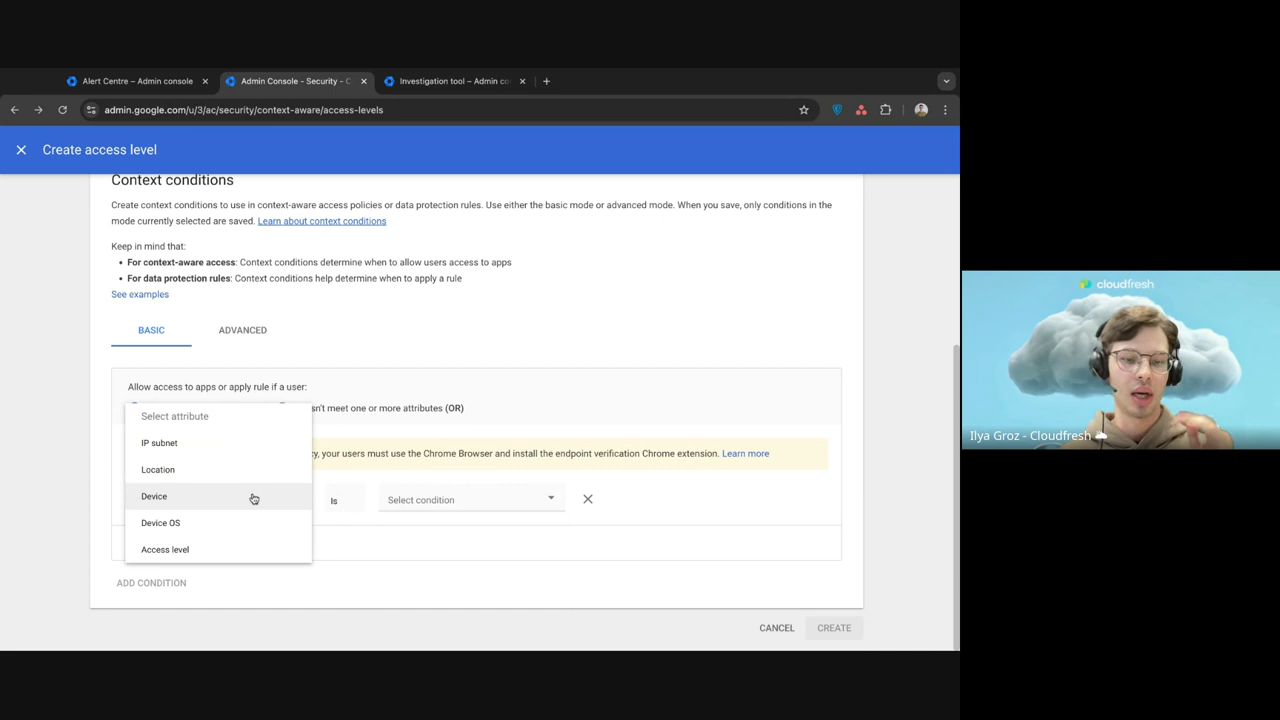 Alert Centre – Admin console
Admin Console - Security - C
Investigation tool – Admin co
admin.google.com/u/3/ac/security/context-aware/access-levels
Create access level
Context conditions
Create context conditions to use in context-aware access policies or data protection rules. Use either the basic mode or advanced mode. When you save, only conditions in the
mode currently selected are saved. Learn about context conditions
Keep in mind that:
• For context-aware access: Context conditions determine when to allow users access to apps
• For data protection rules: Context conditions help determine when to apply a rule
See examples
BASIC ADVANCED
Allow access to apps or apply rule if a user:
sn't meet one or more attributes (OR)
Select attribute
IP subnet
cy, your users must use the Chrome Browser and install the endpoint verification Chrome extension. Learn more
Location
Device
Is Select condition
Device OS
Access level
ADD CONDITION
CANCEL CREATE
cloudfresh
Ilya Groz - Cloudfresh